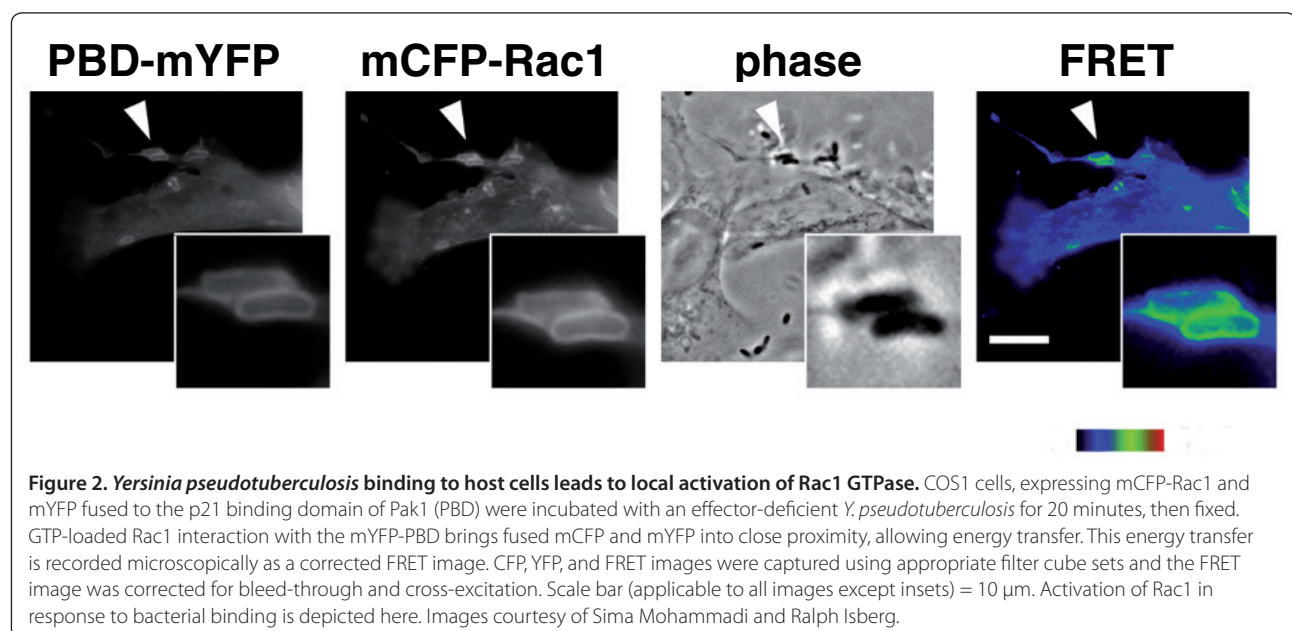 PBD-mYFP mCFP-Rac1 phase FRET
Figure 2. Yersinia pseudotuberculosis binding to host cells leads to local activation of Rac1 GTPase. COS1 cells, expressing mCFP-Rac1 and
mYFP fused to the p21 binding domain of Pak1 (PBD) were incubated with an effector-deficient Y. pseudotuberculosis for 20 minutes, then fixed.
GTP-loaded Rac1 interaction with the mYFP-PBD brings fused mCFP and mYFP into close proximity, allowing energy transfer. This energy transfer
is recorded microscopically as a corrected FRET image. CFP, YFP, and FRET images were captured using appropriate filter cube sets and the FRET
image was corrected for bleed-through and cross-excitation. Scale bar (applicable to all images except insets) = 10 μm. Activation of Rac1 in
response to bacterial binding is depicted here. Images courtesy of Sima Mohammadi and Ralph Isberg.